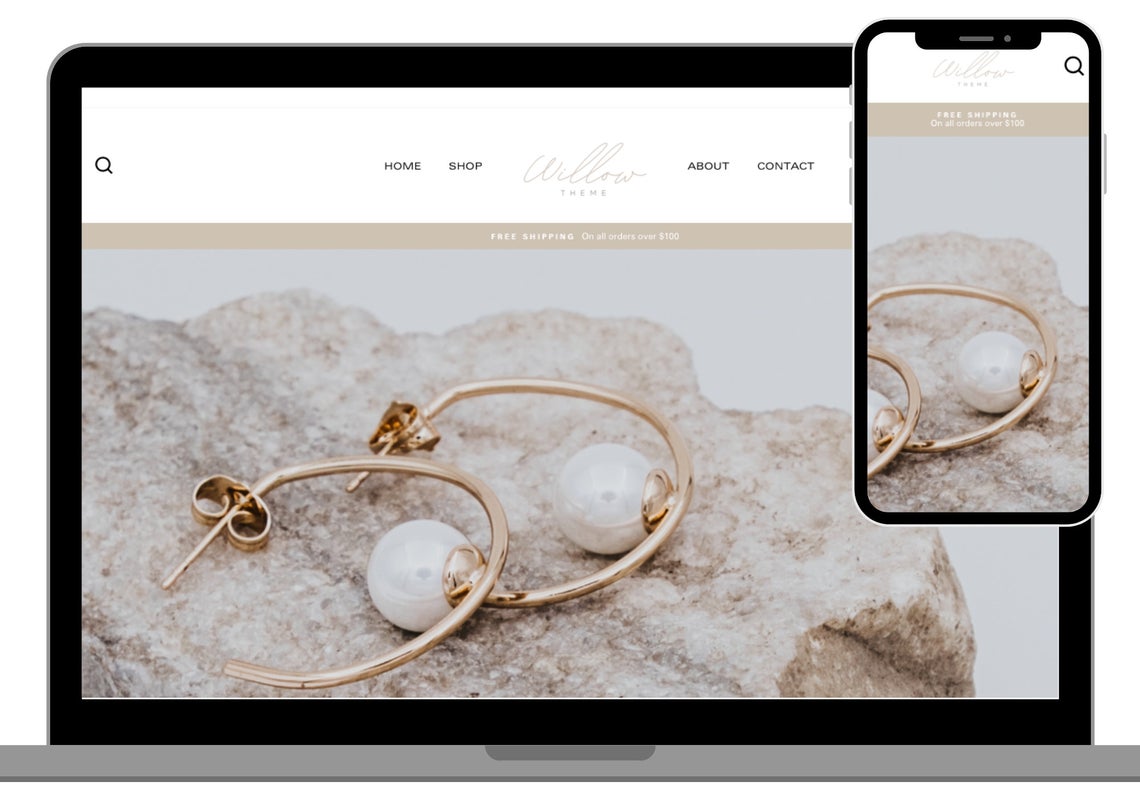 HOME SHOP Willow ABOUT CONTACT
THEME
FREE SHIPPING On all orders over $100
Willow
THEME
FREE SHIPPING
On all orders over $100